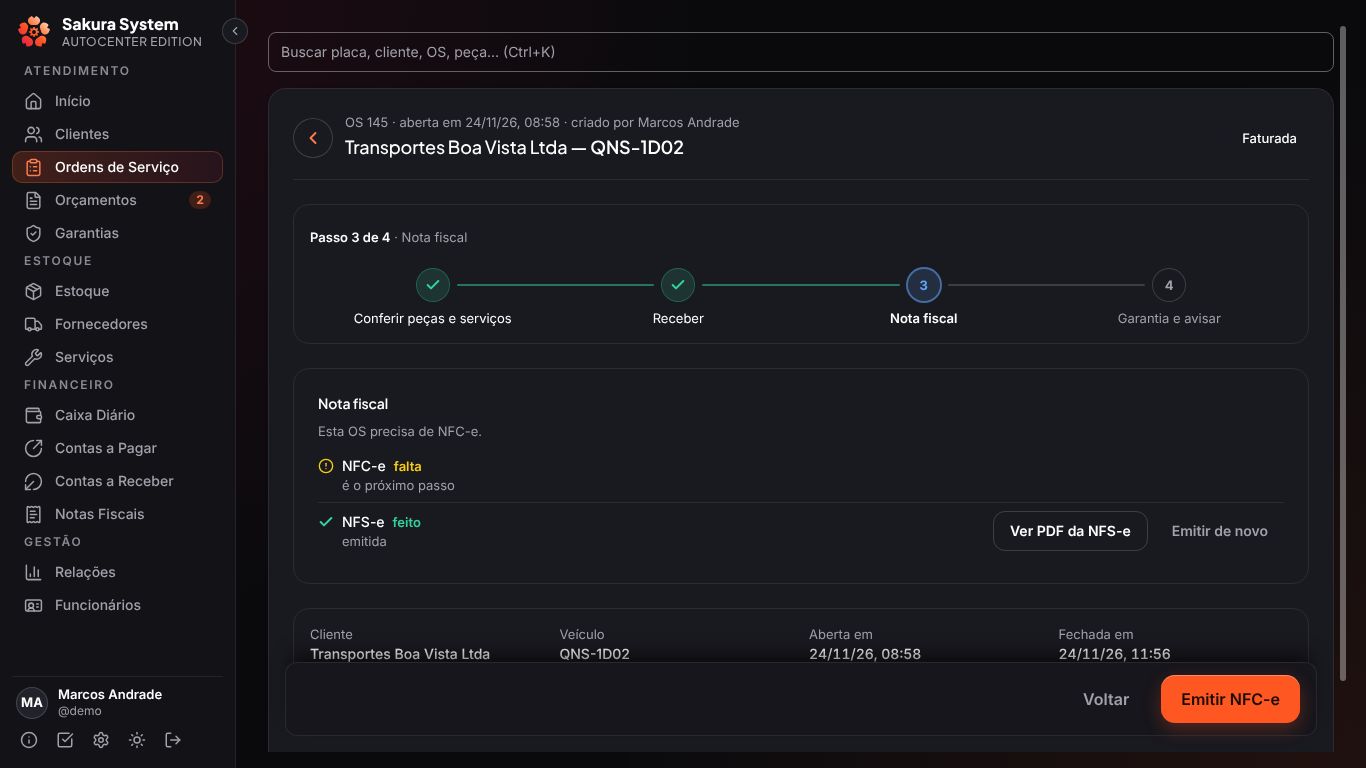 Sakura System
AUTOCENTER EDITION
ATENDIMENTO
Início
Clientes
Ordens de Serviço
Orçamentos 2
Garantias
ESTOQUE
Estoque
Fornecedores
Serviços
FINANCEIRO
Caixa Diário
Contas a Pagar
Contas a Receber
Notas Fiscais
GESTÃO
Relações
Funcionários
MA
Marcos Andrade
@demo
Buscar placa, cliente, OS, peça... (Ctrl+K)
OS 145 · aberta em 24/11/26, 08:58 · criado por Marcos Andrade
Transportes Boa Vista Ltda — QNS-1D02
Faturada
Passo 3 de 4 · Nota fiscal
3 4
Conferir peças e serviços Receber Nota fiscal Garantia e avisar
Nota fiscal
Esta OS precisa de NFC-e.
NFC-e falta
é o próximo passo
NFS-e feito
emitida
Ver PDF da NFS-e Emitir de novo
Cliente Veículo Aberta em Fechada em
Transportes Boa Vista Ltda QNS-1D02 24/11/26, 08:58 24/11/26, 11:56
Voltar Emitir NFC-e